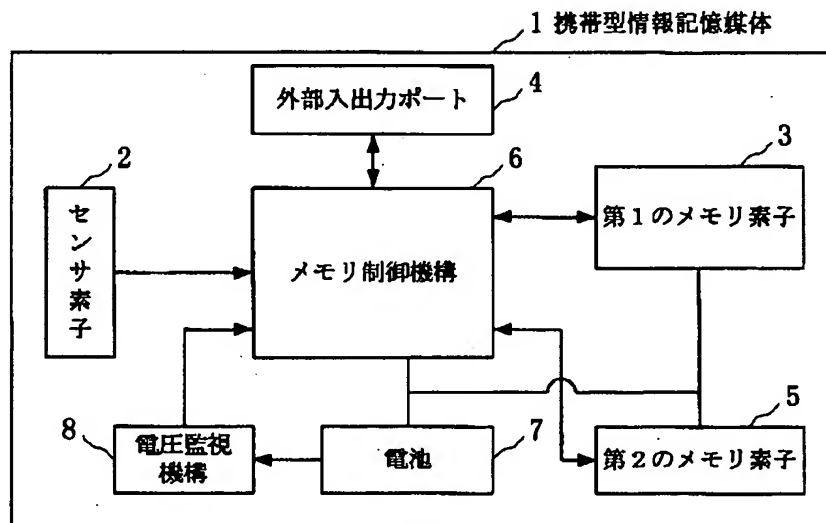 1 携帯型情報記憶媒体
外部入出力ポート
4
2
6
3
センサ素子
メモリ制御機構
第1のメモリ素子
8
電圧監視
機構
電池
7
5
第2のメモリ素子